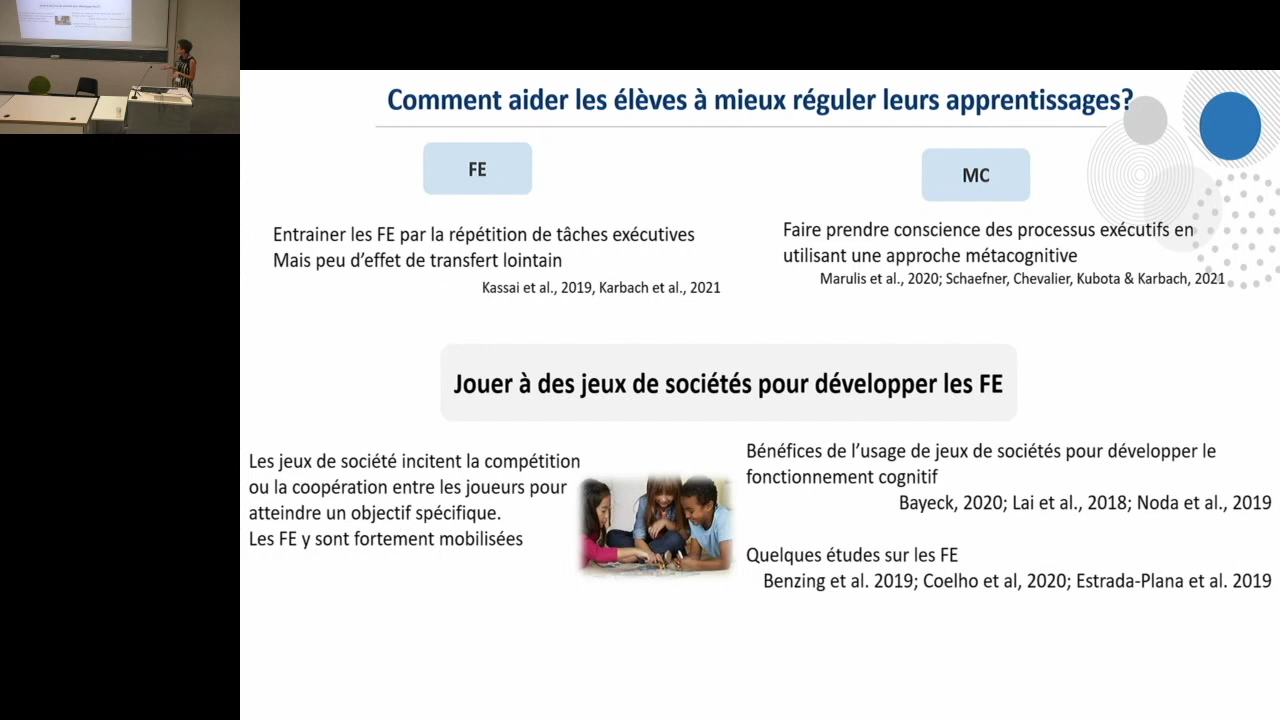 Comment aider les élèves à mieux réguler leurs apprentissages?
FE
MC
Entrainer les FE par la répétition de tâches exécutives
Mais peu d'effet de transfert lointain
Kassai et al., 2019, Karbach et al., 2021
Faire prendre conscience des processus exécutifs en
utilisant une approche métacognitive
Marulis et al., 2020; Schaefner, Chevalier, Kubota & Karbach, 2021
Jouer à des jeux de sociétés pour développer les FE
Les jeux de société incitent la compétition
ou la coopération entre les joueurs pour
atteindre un objectif spécifique.
Les FE y sont fortement mobilisées
Bénéfices de l'usage de jeux de sociétés pour développer le
fonctionnement cognitif
Bayeck, 2020; Lai et al., 2018; Noda et al., 2019
Quelques études sur les FE
Benzing et al. 2019; Coelho et al, 2020; Estrada-Plana et al. 2019